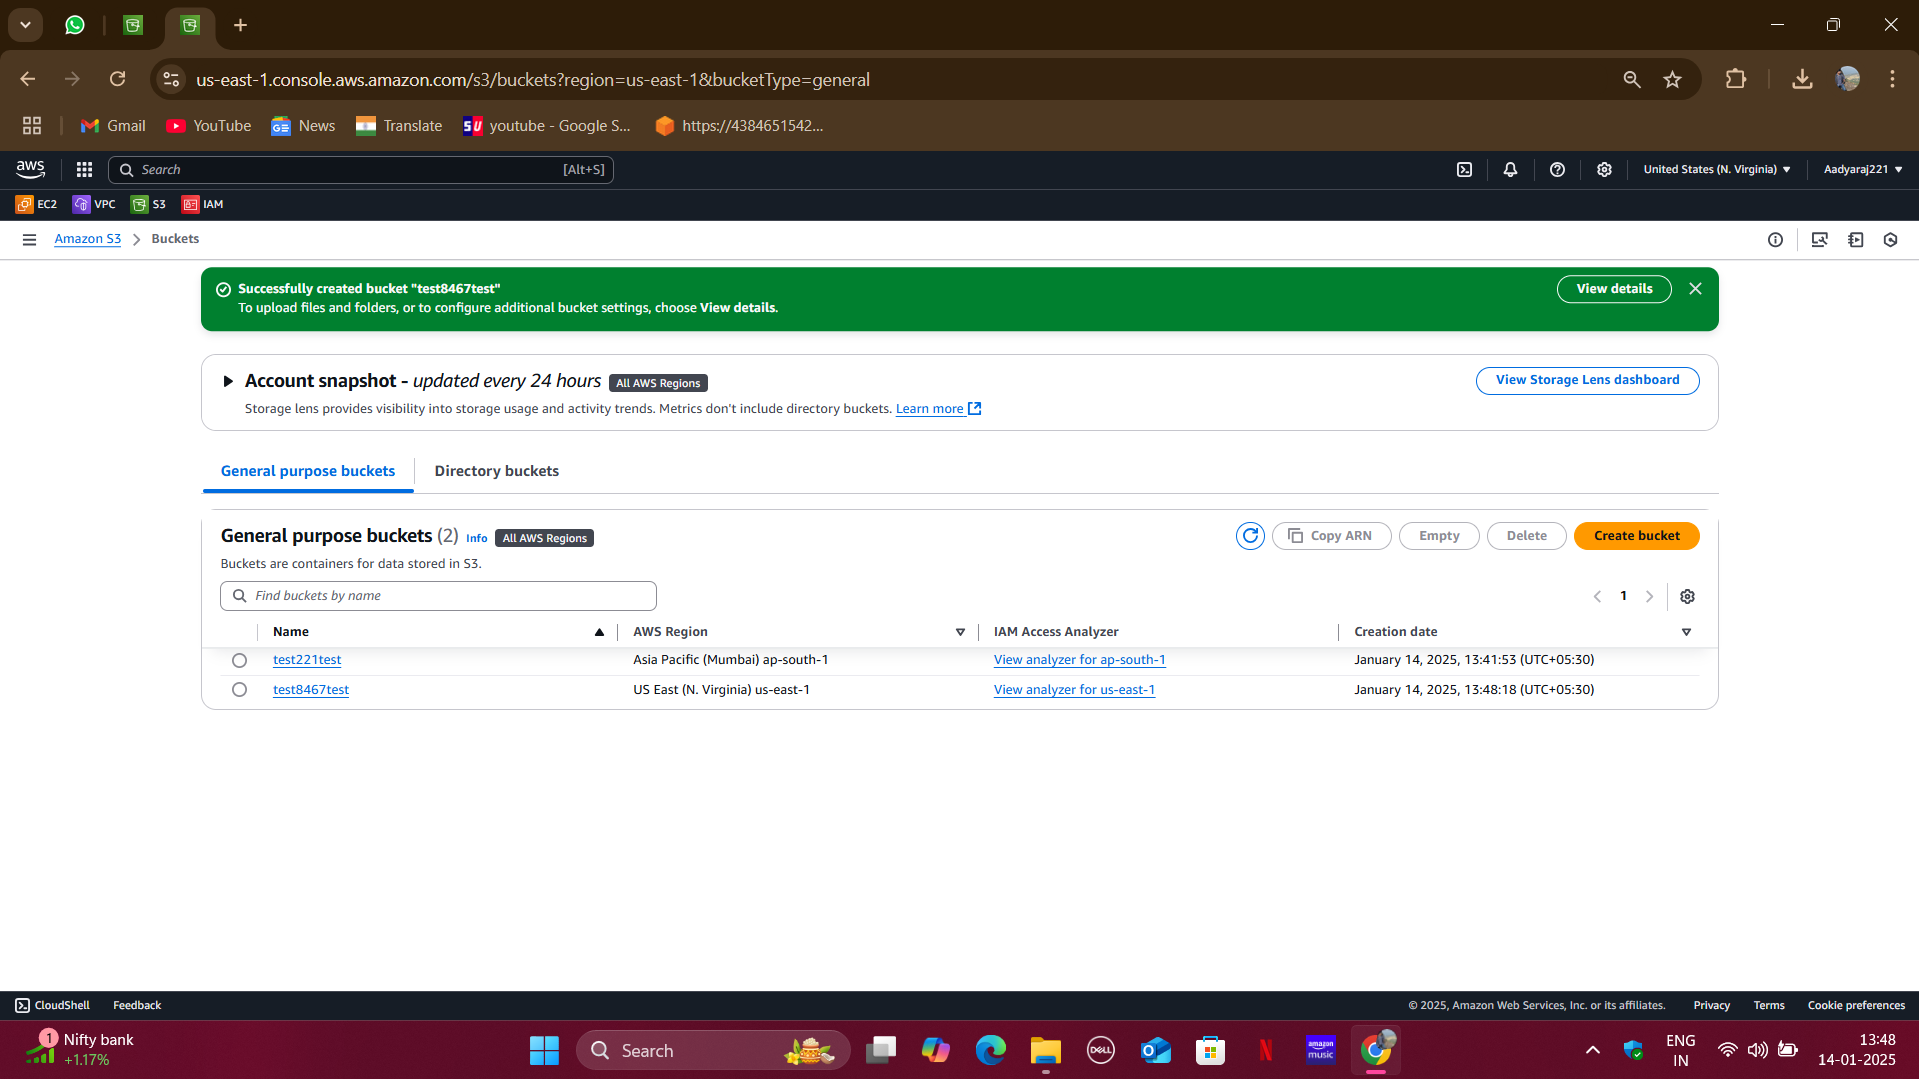 us-east-1.console.aws.amazon.com/s3/buckets?region=us-east-1&bucketType=general
Gmail
YouTube
News
Translate
SU
youtube - Google S...
https://4384651542...
aws
Search
[Alt+S]
United States (N. Virginia)
Aadyaraj221
EC2
VPC
S3
IAM
Amazon S3
Buckets
Successfully created bucket "test8467test"
To upload files and folders, or to configure additional bucket settings, choose View details.
View details
Account snapshot - updated every 24 hours
All AWS Regions
View Storage Lens dashboard
Storage lens provides visibility into storage usage and activity trends. Metrics don't include directory buckets. Learn more
General purpose buckets
Directory buckets
General purpose buckets (2)
Info
All AWS Regions
Copy ARN
Empty
Delete
Create bucket
Buckets are containers for data stored in S3.
Find buckets by name
1
Name
AWS Region
IAM Access Analyzer
Creation date
test221test
Asia Pacific (Mumbai) ap-south-1
View analyzer for ap-south-1
January 14, 2025, 13:41:53 (UTC+05:30)
test8467test
US East (N. Virginia) us-east-1
View analyzer for us-east-1
January 14, 2025, 13:48:18 (UTC+05:30)
CloudShell
Feedback
© 2025, Amazon Web Services, Inc. or its affiliates.
Privacy
Terms
Cookie preferences
1
Nifty bank
+1.17%
Search
DELL
amazon
music
ENG
IN
13:48
14-01-2025